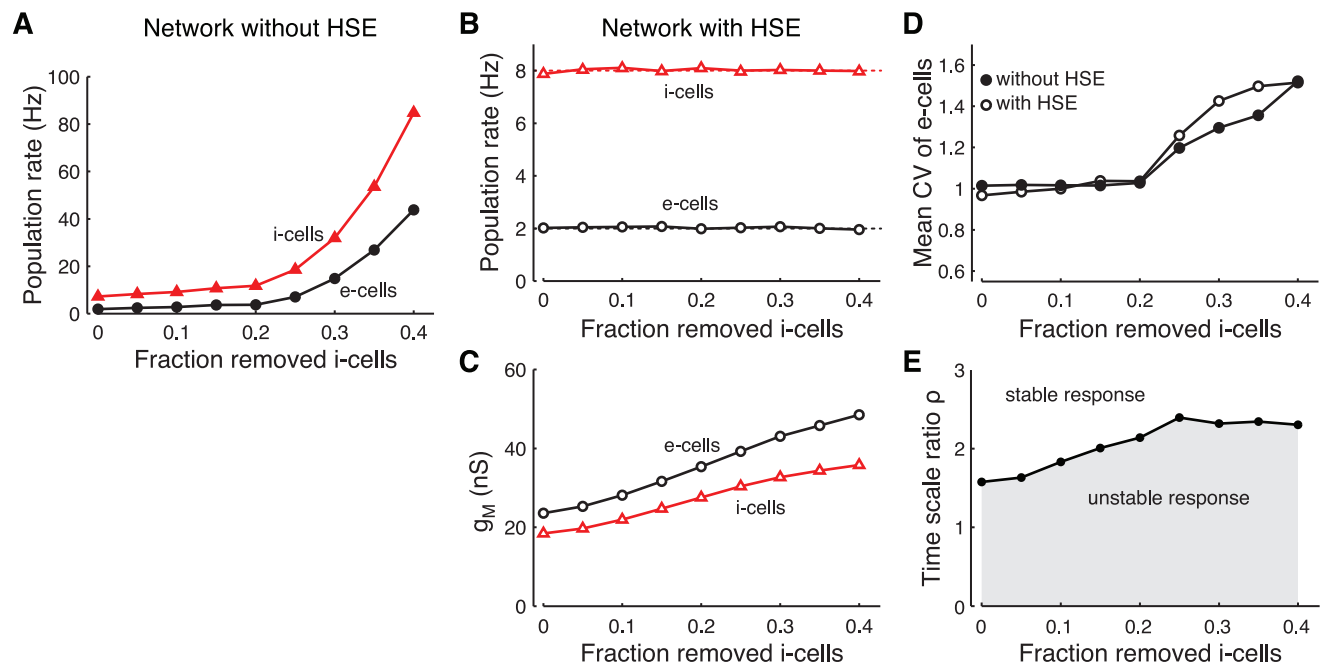 A
Network without HSE
100
80
60
40
20
0
Population rate (Hz)
i-cells
e-cells
0
0.1
0.2
0.3
0.4
Fraction removed i-cells
B
Network with HSE
8
6
4
2
0
Population rate (Hz)
i-cells
e-cells
0
0.1
0.2
0.3
0.4
Fraction removed i-cells
C
60
40
20
0
g_M (nS)
e-cells
i-cells
0
0.1
0.2
0.3
0.4
Fraction removed i-cells
D
1.6
1.4
1.2
1
0.8
0.6
Mean CV of e-cells
without HSE
with HSE
0
0.1
0.2
0.3
0.4
Fraction removed i-cells
E
3
2
1
0
Time scale ratio ρ
stable response
unstable response
0
0.1
0.2
0.3
0.4
Fraction removed i-cells